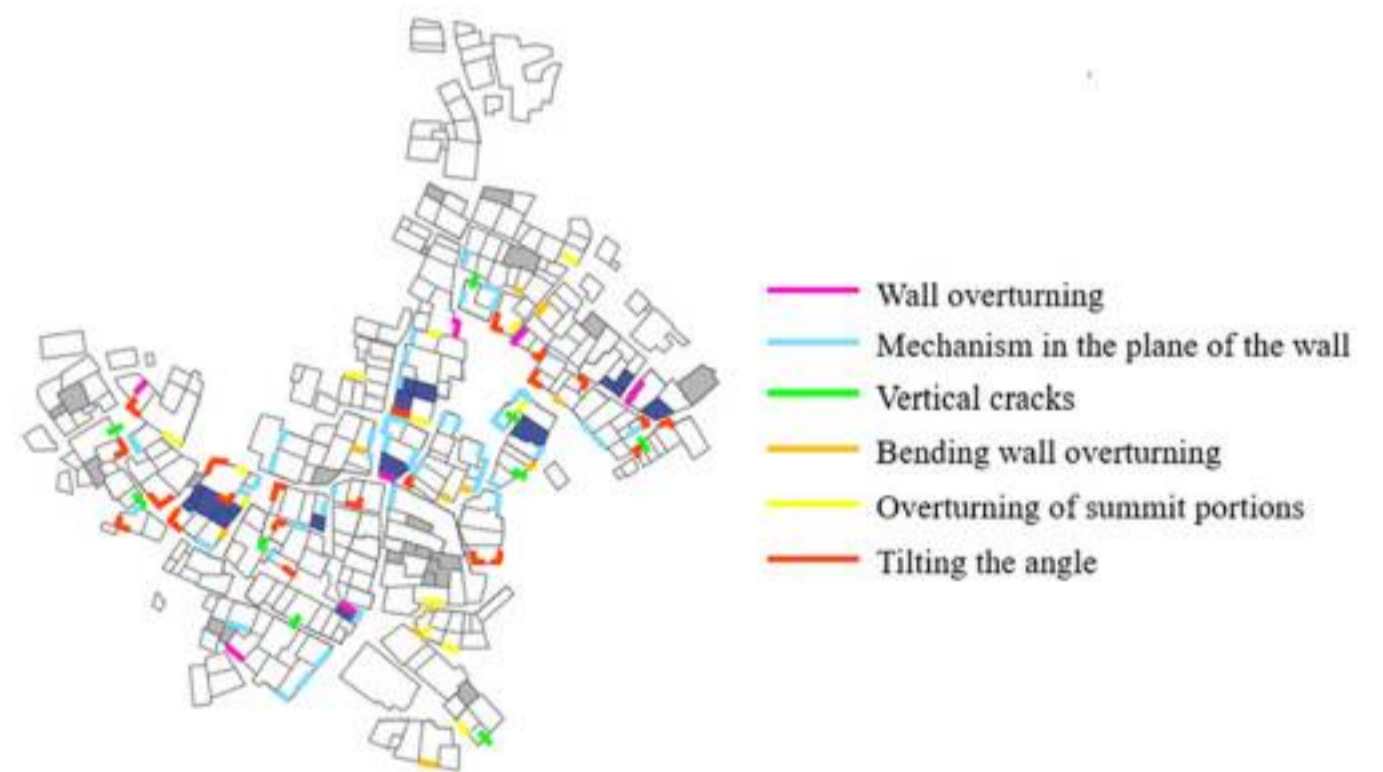 Wall overturning
Mechanism in the plane of the wall
Vertical cracks
Bending wall overturning
Overturning of summit portions
Tilting the angle